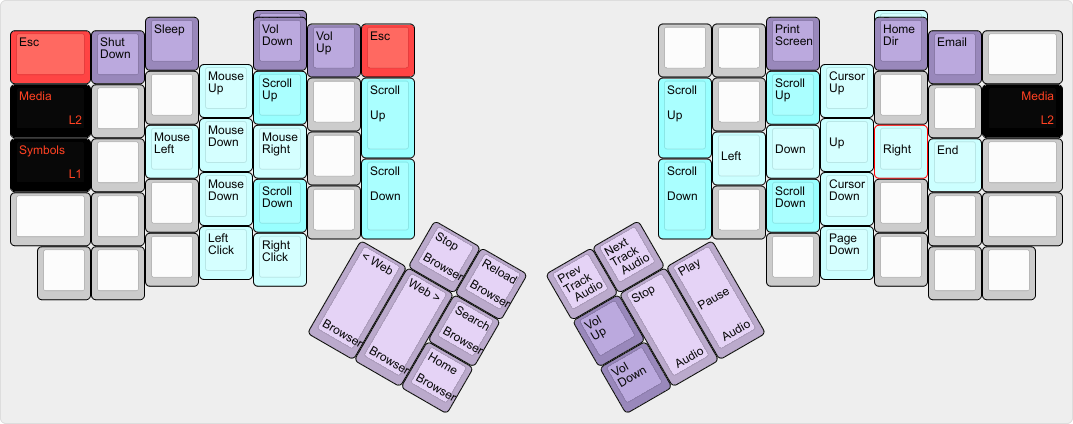 Esc
Shut
Down
Sleep
Vol
Down
Vol
Up
Esc
Media
L2
Mouse
Up
Scroll
Up
Scroll
Up
Symbols
L1
Mouse
Left
Mouse
Down
Mouse
Right
Mouse
Down
Scroll
Down
Scroll
Down
Left
Click
Right
Click
Stop
Browser
Reload
Browser
< Web
Browser
Web >
Browser
Search
Browser
Home
Browser
Print
Screen
Home
Dir
Email
Scroll
Up
Scroll
Up
Cursor
Up
Media
L2
Left
Down
Up
Right
End
Scroll
Down
Scroll
Down
Cursor
Down
Page
Down
Prev
Track
Audio
Next
Track
Audio
Vol
Up
Vol
Down
Stop
Audio
Play
Pause
Audio